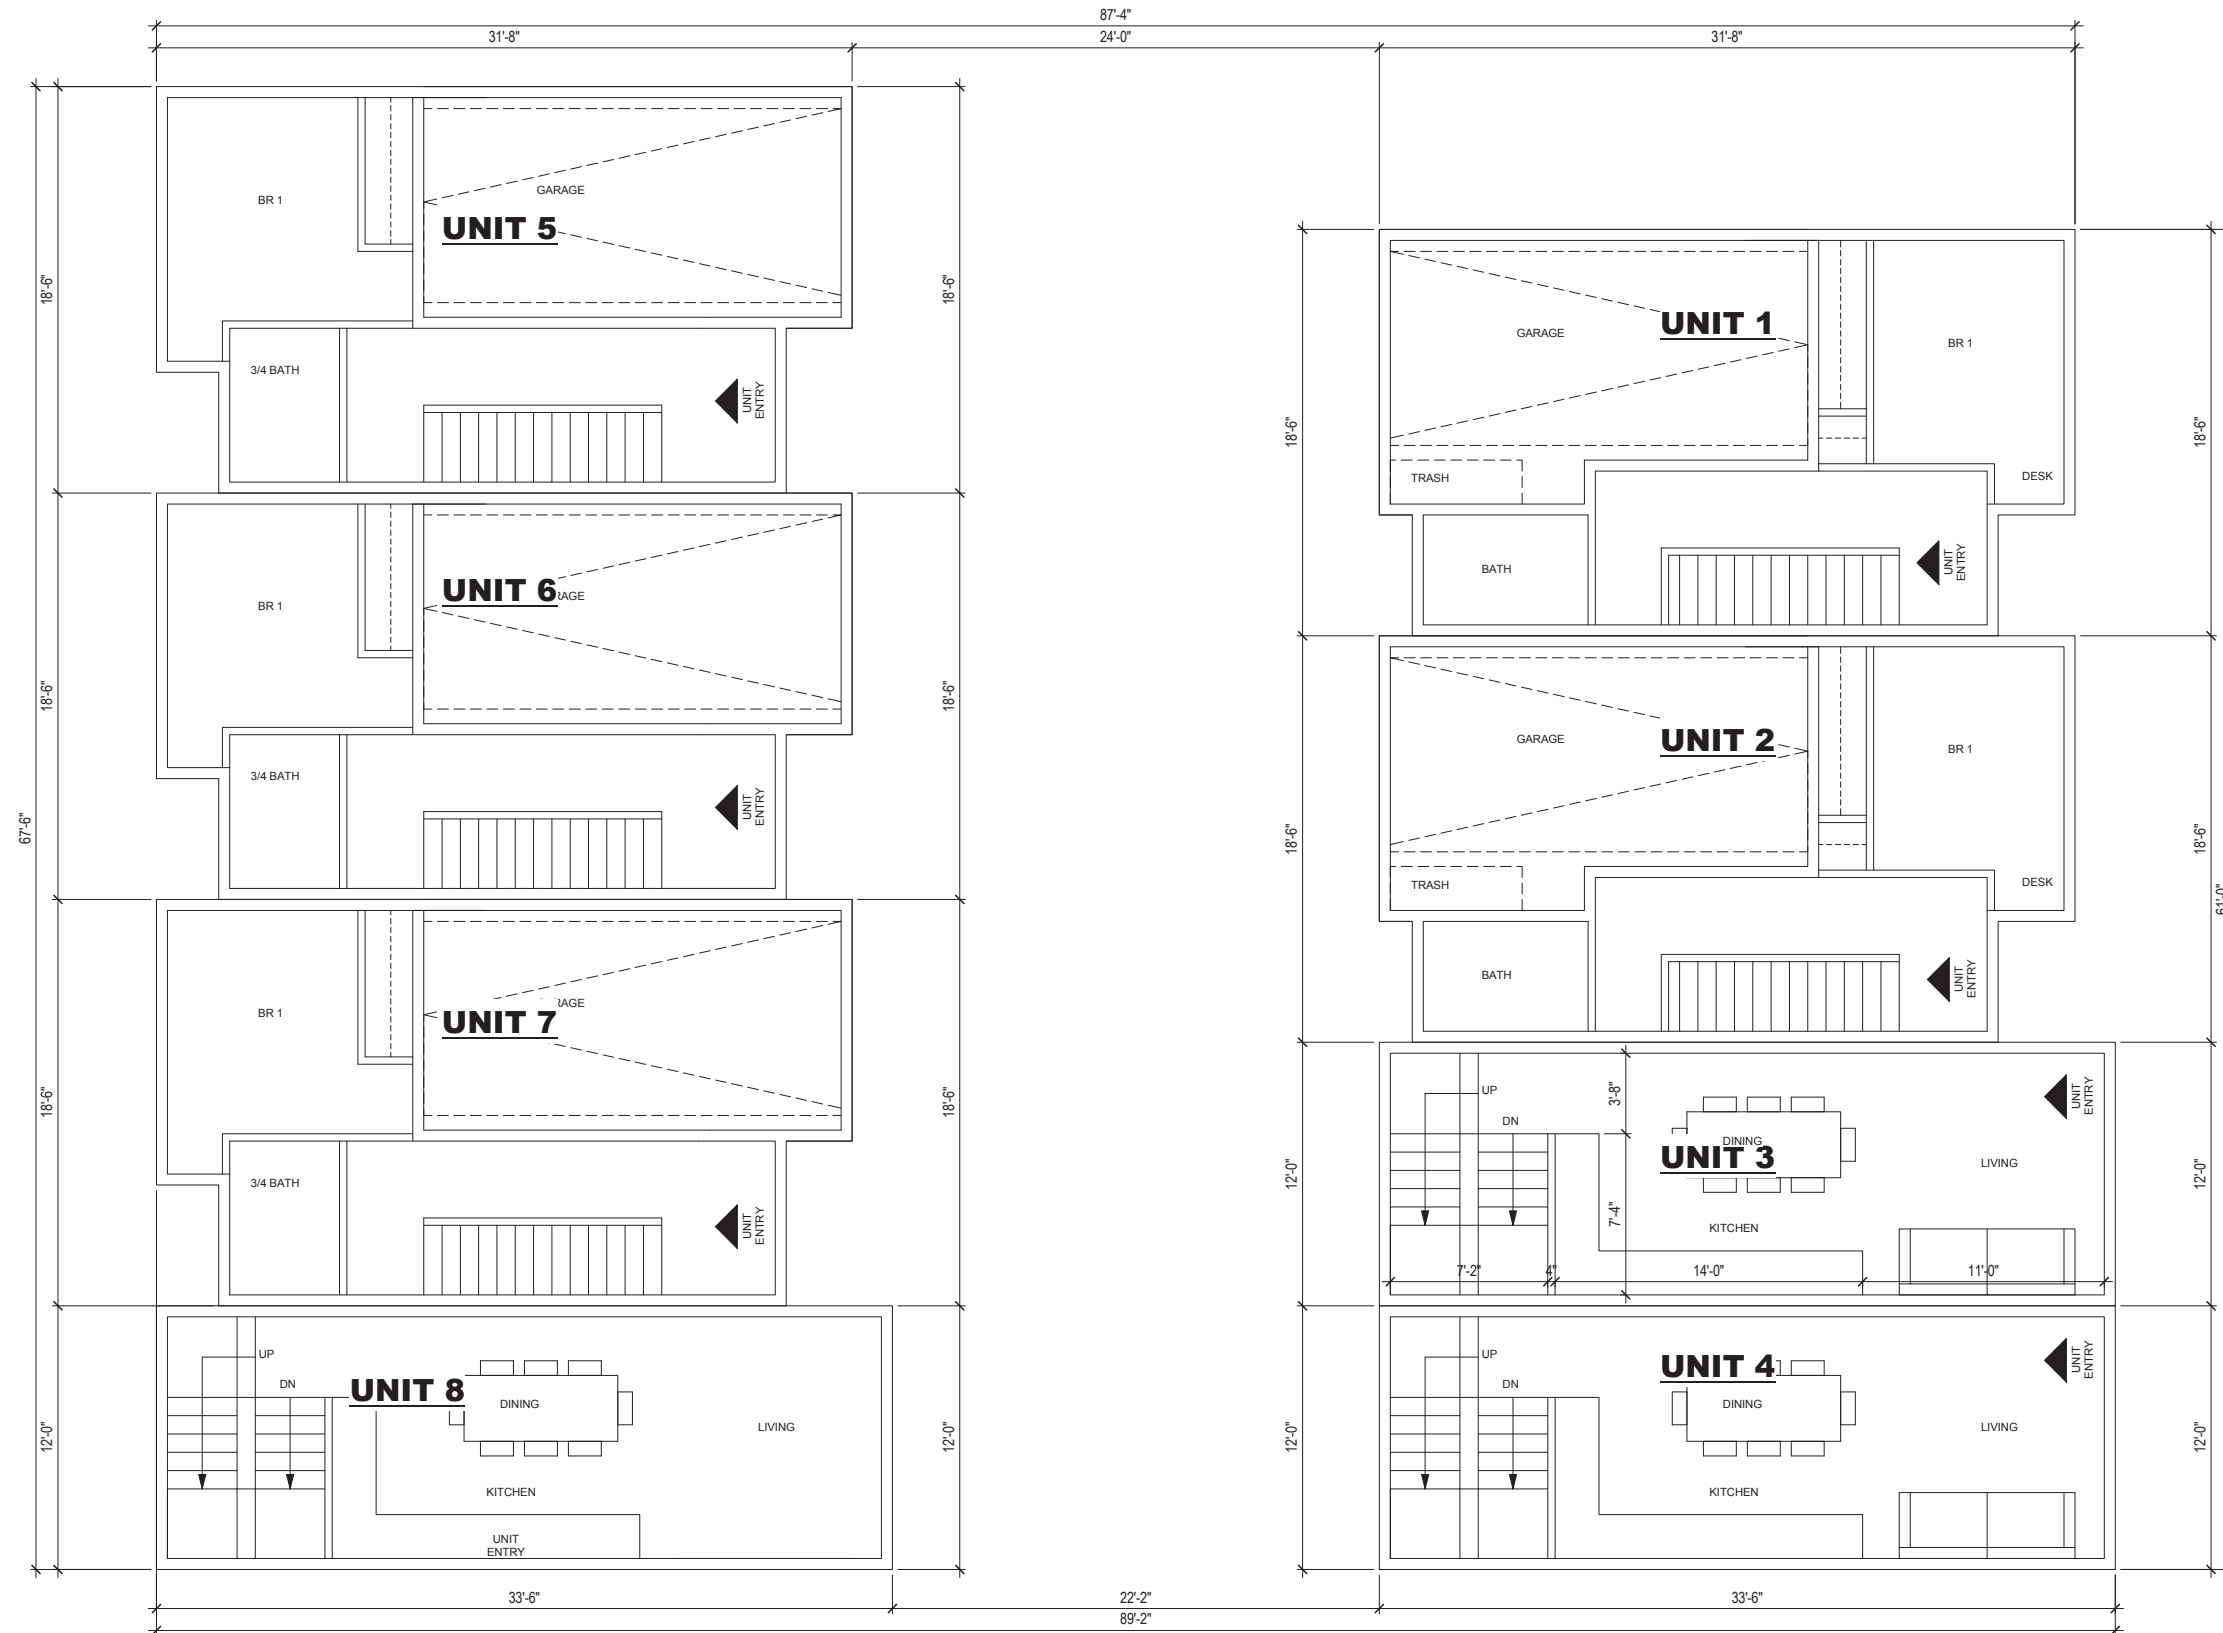 87'-4"
31'-8"
24'-0"
31'-8"
18'-6"
BR 1
GARAGE
UNIT 5
18'-6"
3/4 BATH
UNIT
ENTRY
18'-6"
GARAGE
UNIT 1
BR 1
18'-6"
TRASH
DESK
BATH
UNIT
ENTRY
18'-6"
BR 1
UNIT 6
RAGE
18'-6"
3/4 BATH
UNIT
ENTRY
67'-6"
18'-6"
GARAGE
UNIT 2
BR 1
18'-6"
61'-0"
TRASH
DESK
BATH
UNIT
ENTRY
18'-6"
BR 1
RAGE
UNIT 7
18'-6"
3/4 BATH
UNIT
ENTRY
12'-0"
UP
DN
3'-8"
DINING
UNIT 3
LIVING
UNIT
ENTRY
12'-0"
7'-4"
KITCHEN
7'-2"
4"
14'-0"
11'-0"
12'-0"
UP
DN
UNIT 8
DINING
LIVING
12'-0"
KITCHEN
UNIT
ENTRY
12'-0"
UP
DN
UNIT 4
DINING
LIVING
UNIT
ENTRY
12'-0"
KITCHEN
33'-6"
22'-2"
33'-6"
89'-2"